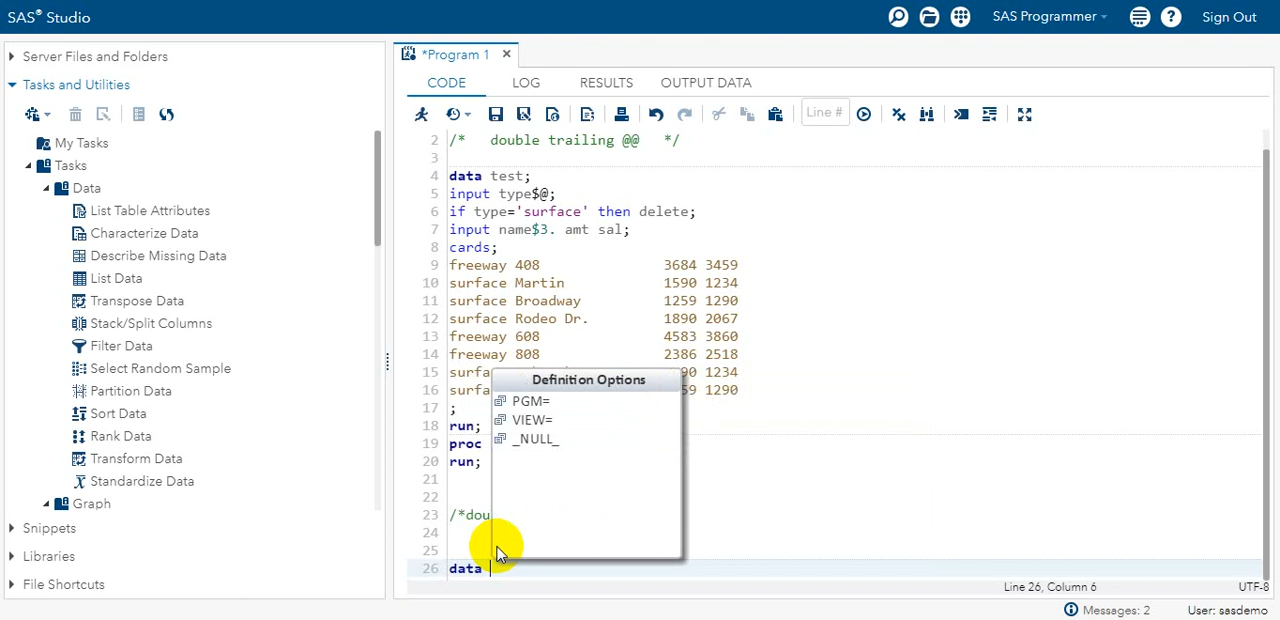 SAS® Studio
SAS Programmer
Sign Out
Server Files and Folders
Tasks and Utilities
My Tasks
Tasks
Data
List Table Attributes
Characterize Data
Describe Missing Data
List Data
Transpose Data
Stack/Split Columns
Filter Data
Select Random Sample
Partition Data
Sort Data
Rank Data
Transform Data
Standardize Data
Graph
Snippets
Libraries
File Shortcuts
*Program 1
CODE LOG RESULTS OUTPUT DATA
Line #
2 /* double trailing @@ */
3
4 data test;
5 input type$@;
6 if type='surface' then delete;
7 input name$3. amt sal;
8 cards;
9 freeway 408 3684 3459
10 surface Martin 1590 1234
11 surface Broadway 1259 1290
12 surface Rodeo Dr. 1890 2067
13 freeway 608 4583 3860
14 freeway 808 2386 2518
15 surfa 90 1234
16 surfa 59 1290
17 ;
18 run;
19 proc
20 run;
21
22
23 /*dou
24
25
26 data
Definition Options
PGM=
VIEW=
_NULL_
Line 26, Column 6
UTF-8
Messages: 2
User: sasdemo